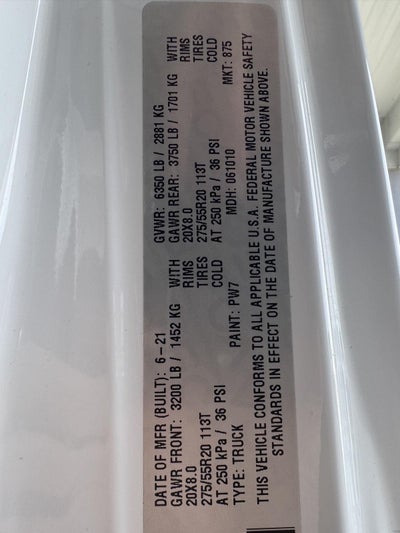 DATE OF MFR (BUILT): 6-21 GVWR: 6350 LB / 2881 KG
GAWR FRONT: 3200 LB / 1452 KG WITH GAWR REAR: 3750 LB / 1701 KG WITH
20X8.0 RIMS 20X8.0 RIMS
275/55R20 113T TIRES 275/55R20 113T TIRES
AT 250 kPa / 36 PSI COLD AT 250 kPa / 36 PSI COLD
TYPE: TRUCK PAINT: PW7 MDH: 061010 MKT: 875
THIS VEHICLE CONFORMS TO ALL APPLICABLE U.S.A. FEDERAL MOTOR VEHICLE SAFETY
STANDARDS IN EFFECT ON THE DATE OF MANUFACTURE SHOWN ABOVE.